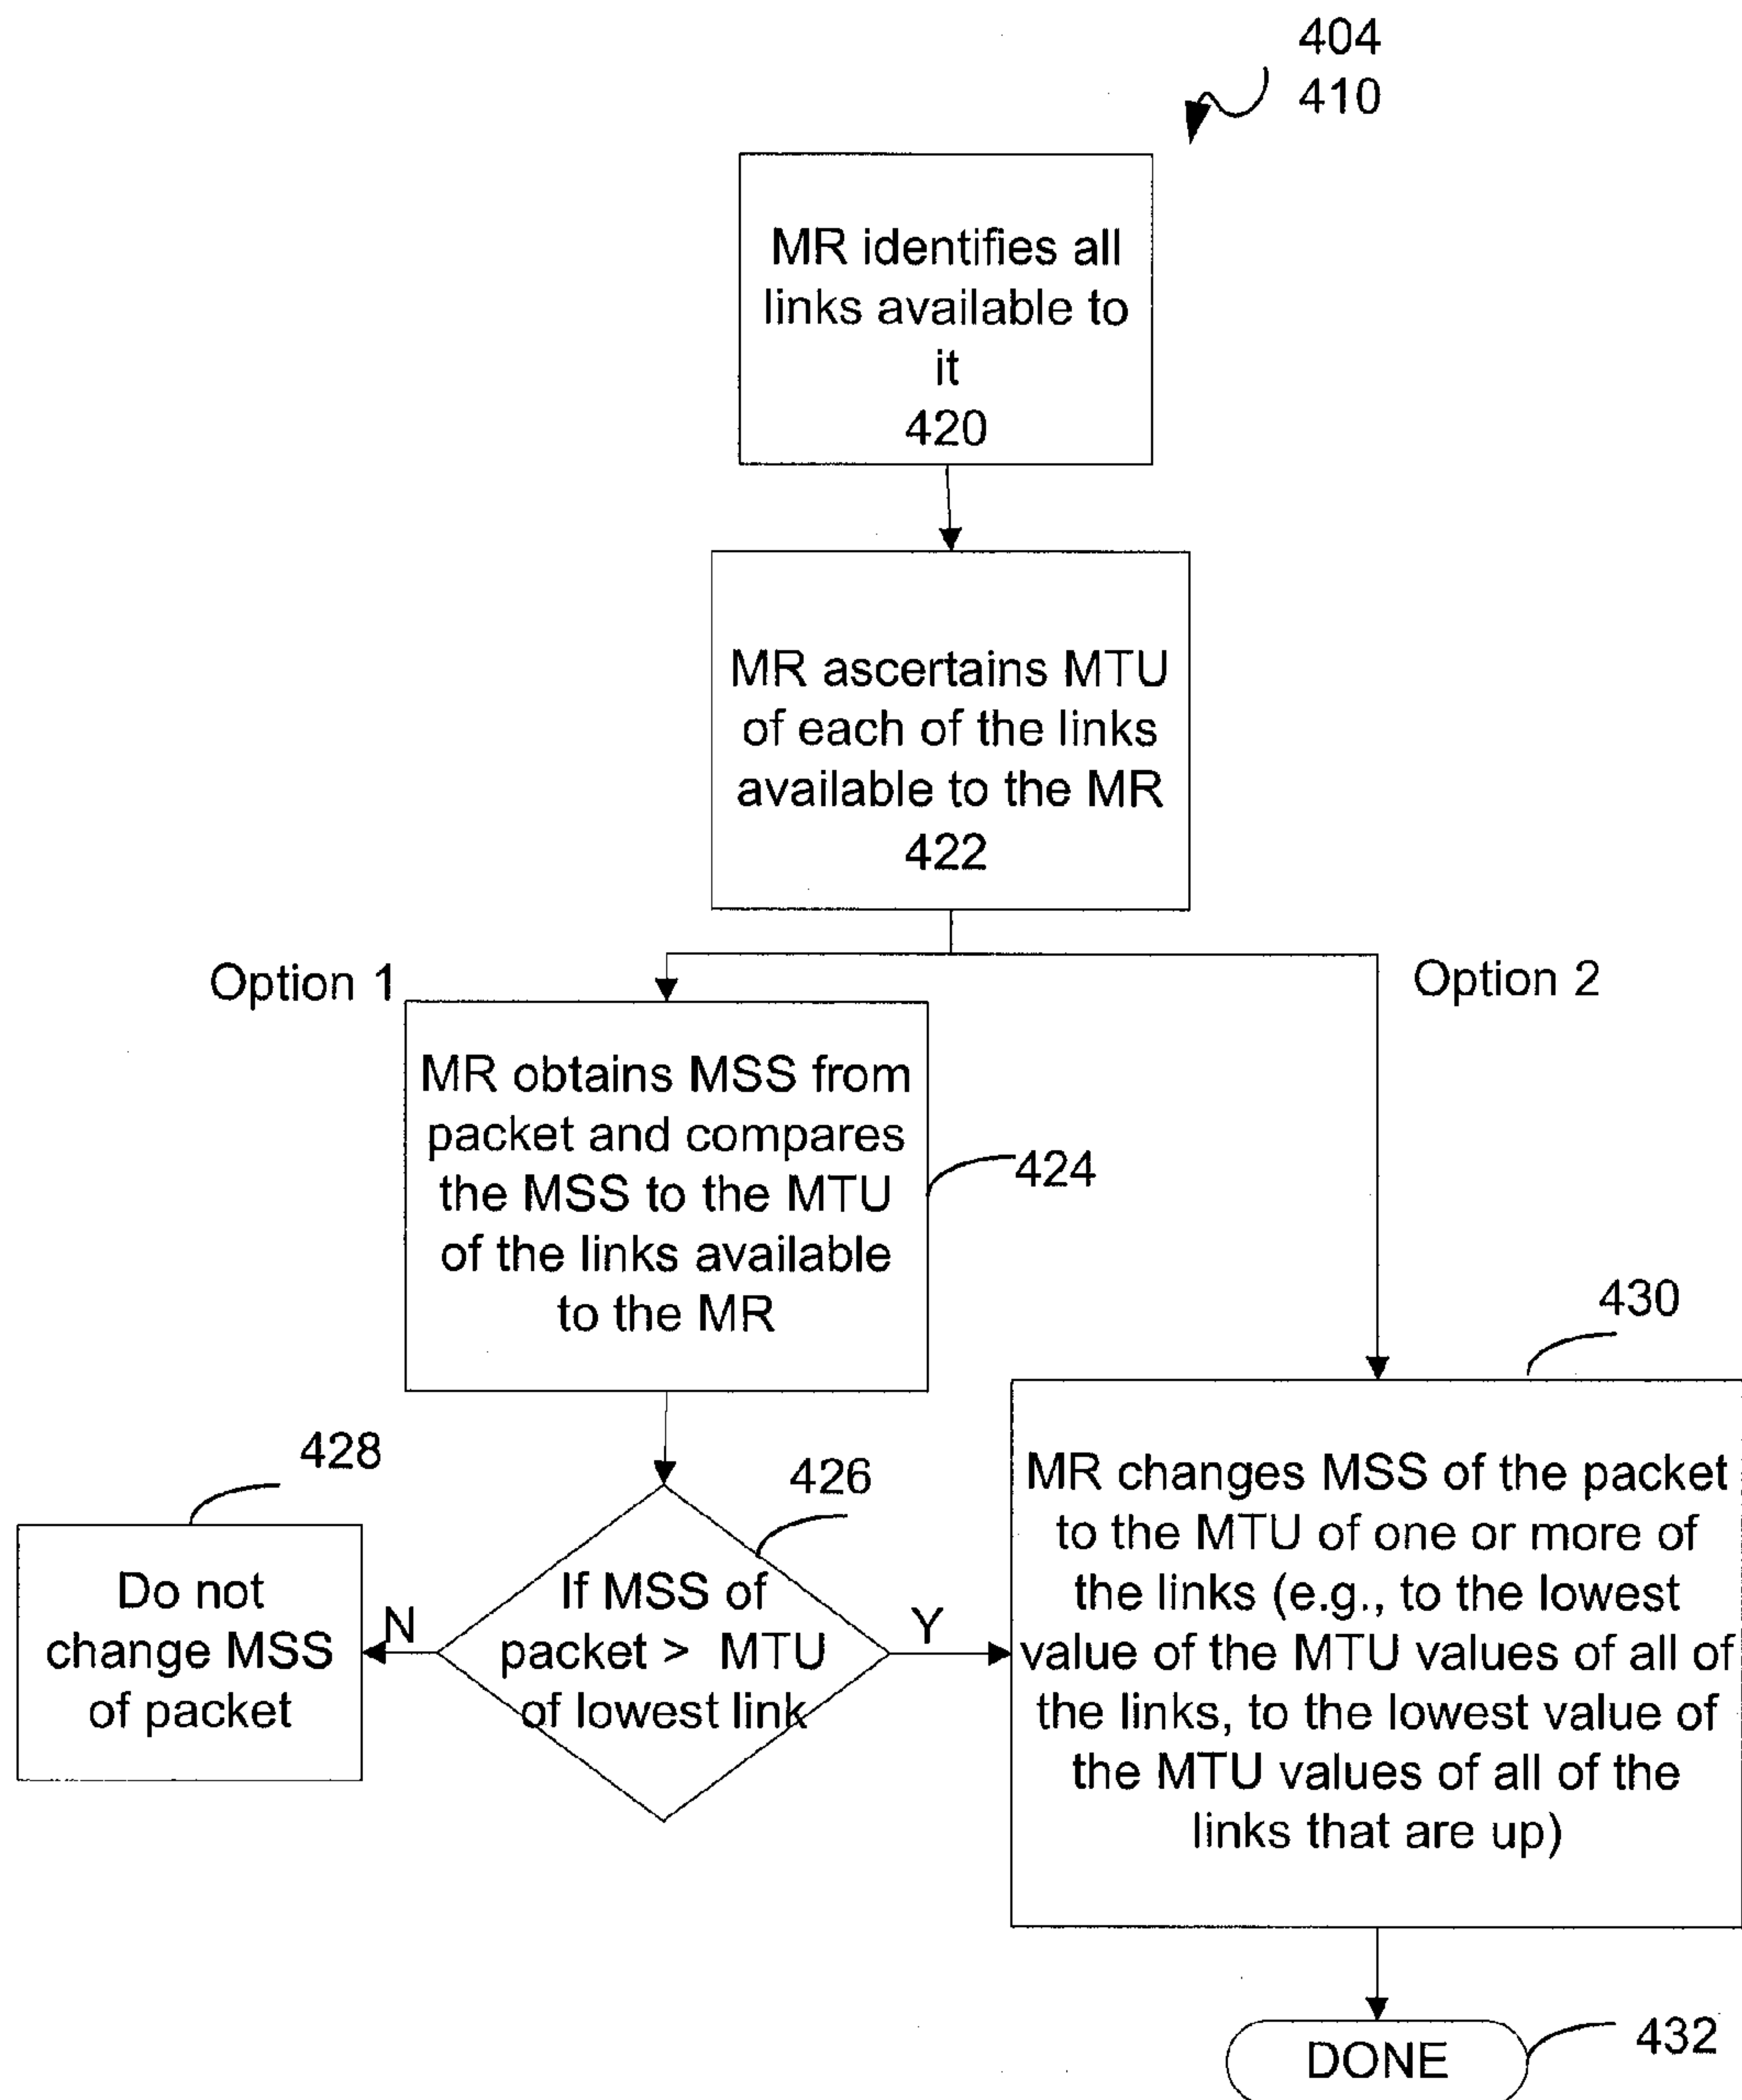 404
410
MR identifies all
links available to
it
420
MR ascertains MTU
of each of the links
available to the MR
422
Option 1
Option 2
MR obtains MSS from
packet and compares
the MSS to the MTU
of the links available
to the MR
424
430
428
426
Do not
change MSS
of packet
N
If MSS of
packet > MTU
of lowest link
Y
MR changes MSS of the packet
to the MTU of one or more of
the links (e.g., to the lowest
value of the MTU values of all of
the links, to the lowest value of
the MTU values of all of the
links that are up)
DONE
432